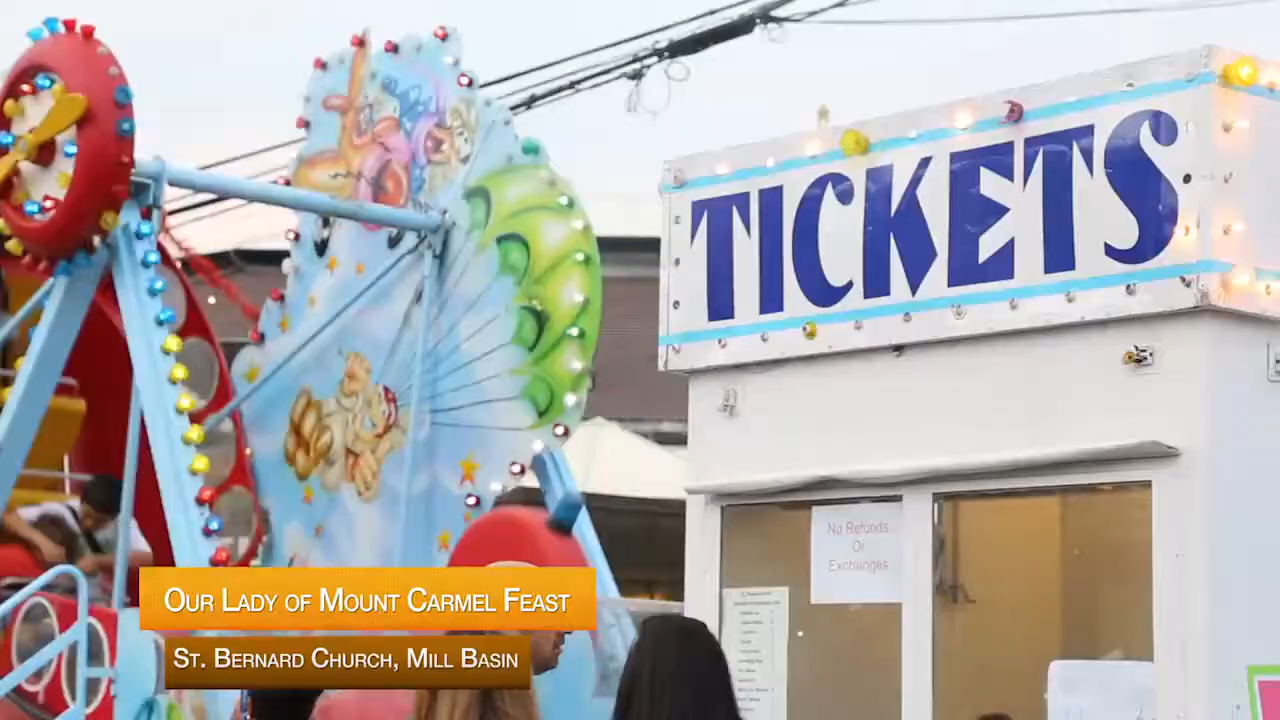 TICKETS
No Refunds
Or
Exchanges
Our Lady of Mount Carmel Feast
St. Bernard Church, Mill Basin